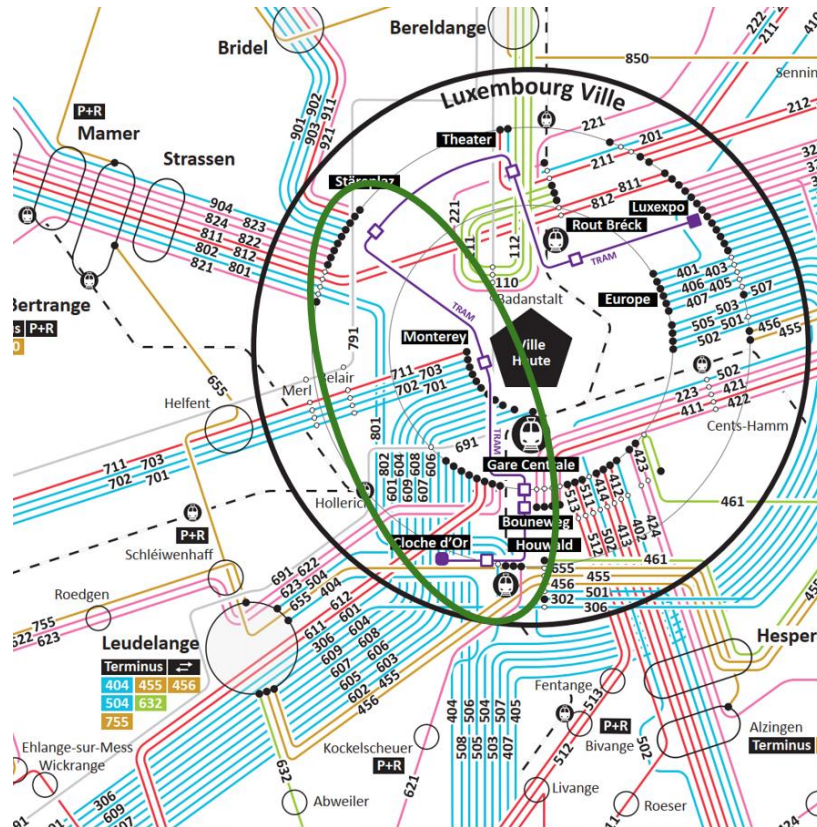 Bridel
Bereldange
850
Sennin
222
211
410
212
Luxembourg Ville
P+R
Mamer
Strassen
901
902
903
911
921
Theater
221
201
211
Stäreplaz
812
811
Luxexpo
904
823
824
822
811
812
802
801
821
221
111
112
110
Rout Bréck
TRAM
Badanstalt
Bertrange
P+R
791
TRAM
Europe
401
403
406
405
407
503
507
505
501
502
456
455
Ville
Haute
Monterey
Belair
Merl
711
703
702
701
655
Helfent
801
691
TRAM
502
223
421
411
422
Cents-Hamm
711
703
702
701
802
601
604
609
608
607
606
Gare Centrale
423
Hollerich
513
511
414
412
Bouneweg
461
P+R
Schléiwenhaff
Cloche d'Or
Houwald
512
502
413
402
424
461
655
455
456
501
302
306
691
622
623
504
655
404
Roedgen
755
622
623
611
612
601
306
604
609
608
607
606
605
603
602
455
456
Leudelange
Terminus
404 455 456
504 632
755
Hesper
404
506
504
507
405
508
505
503
407
Fentange
513
P+R
Bivange
512
502
Alzingen
Terminus
Ehlange-sur-Mess
Wickrange
Kockelscheuer
P+R
621
632
Abweiler
Livange
Roeser
306
609
607